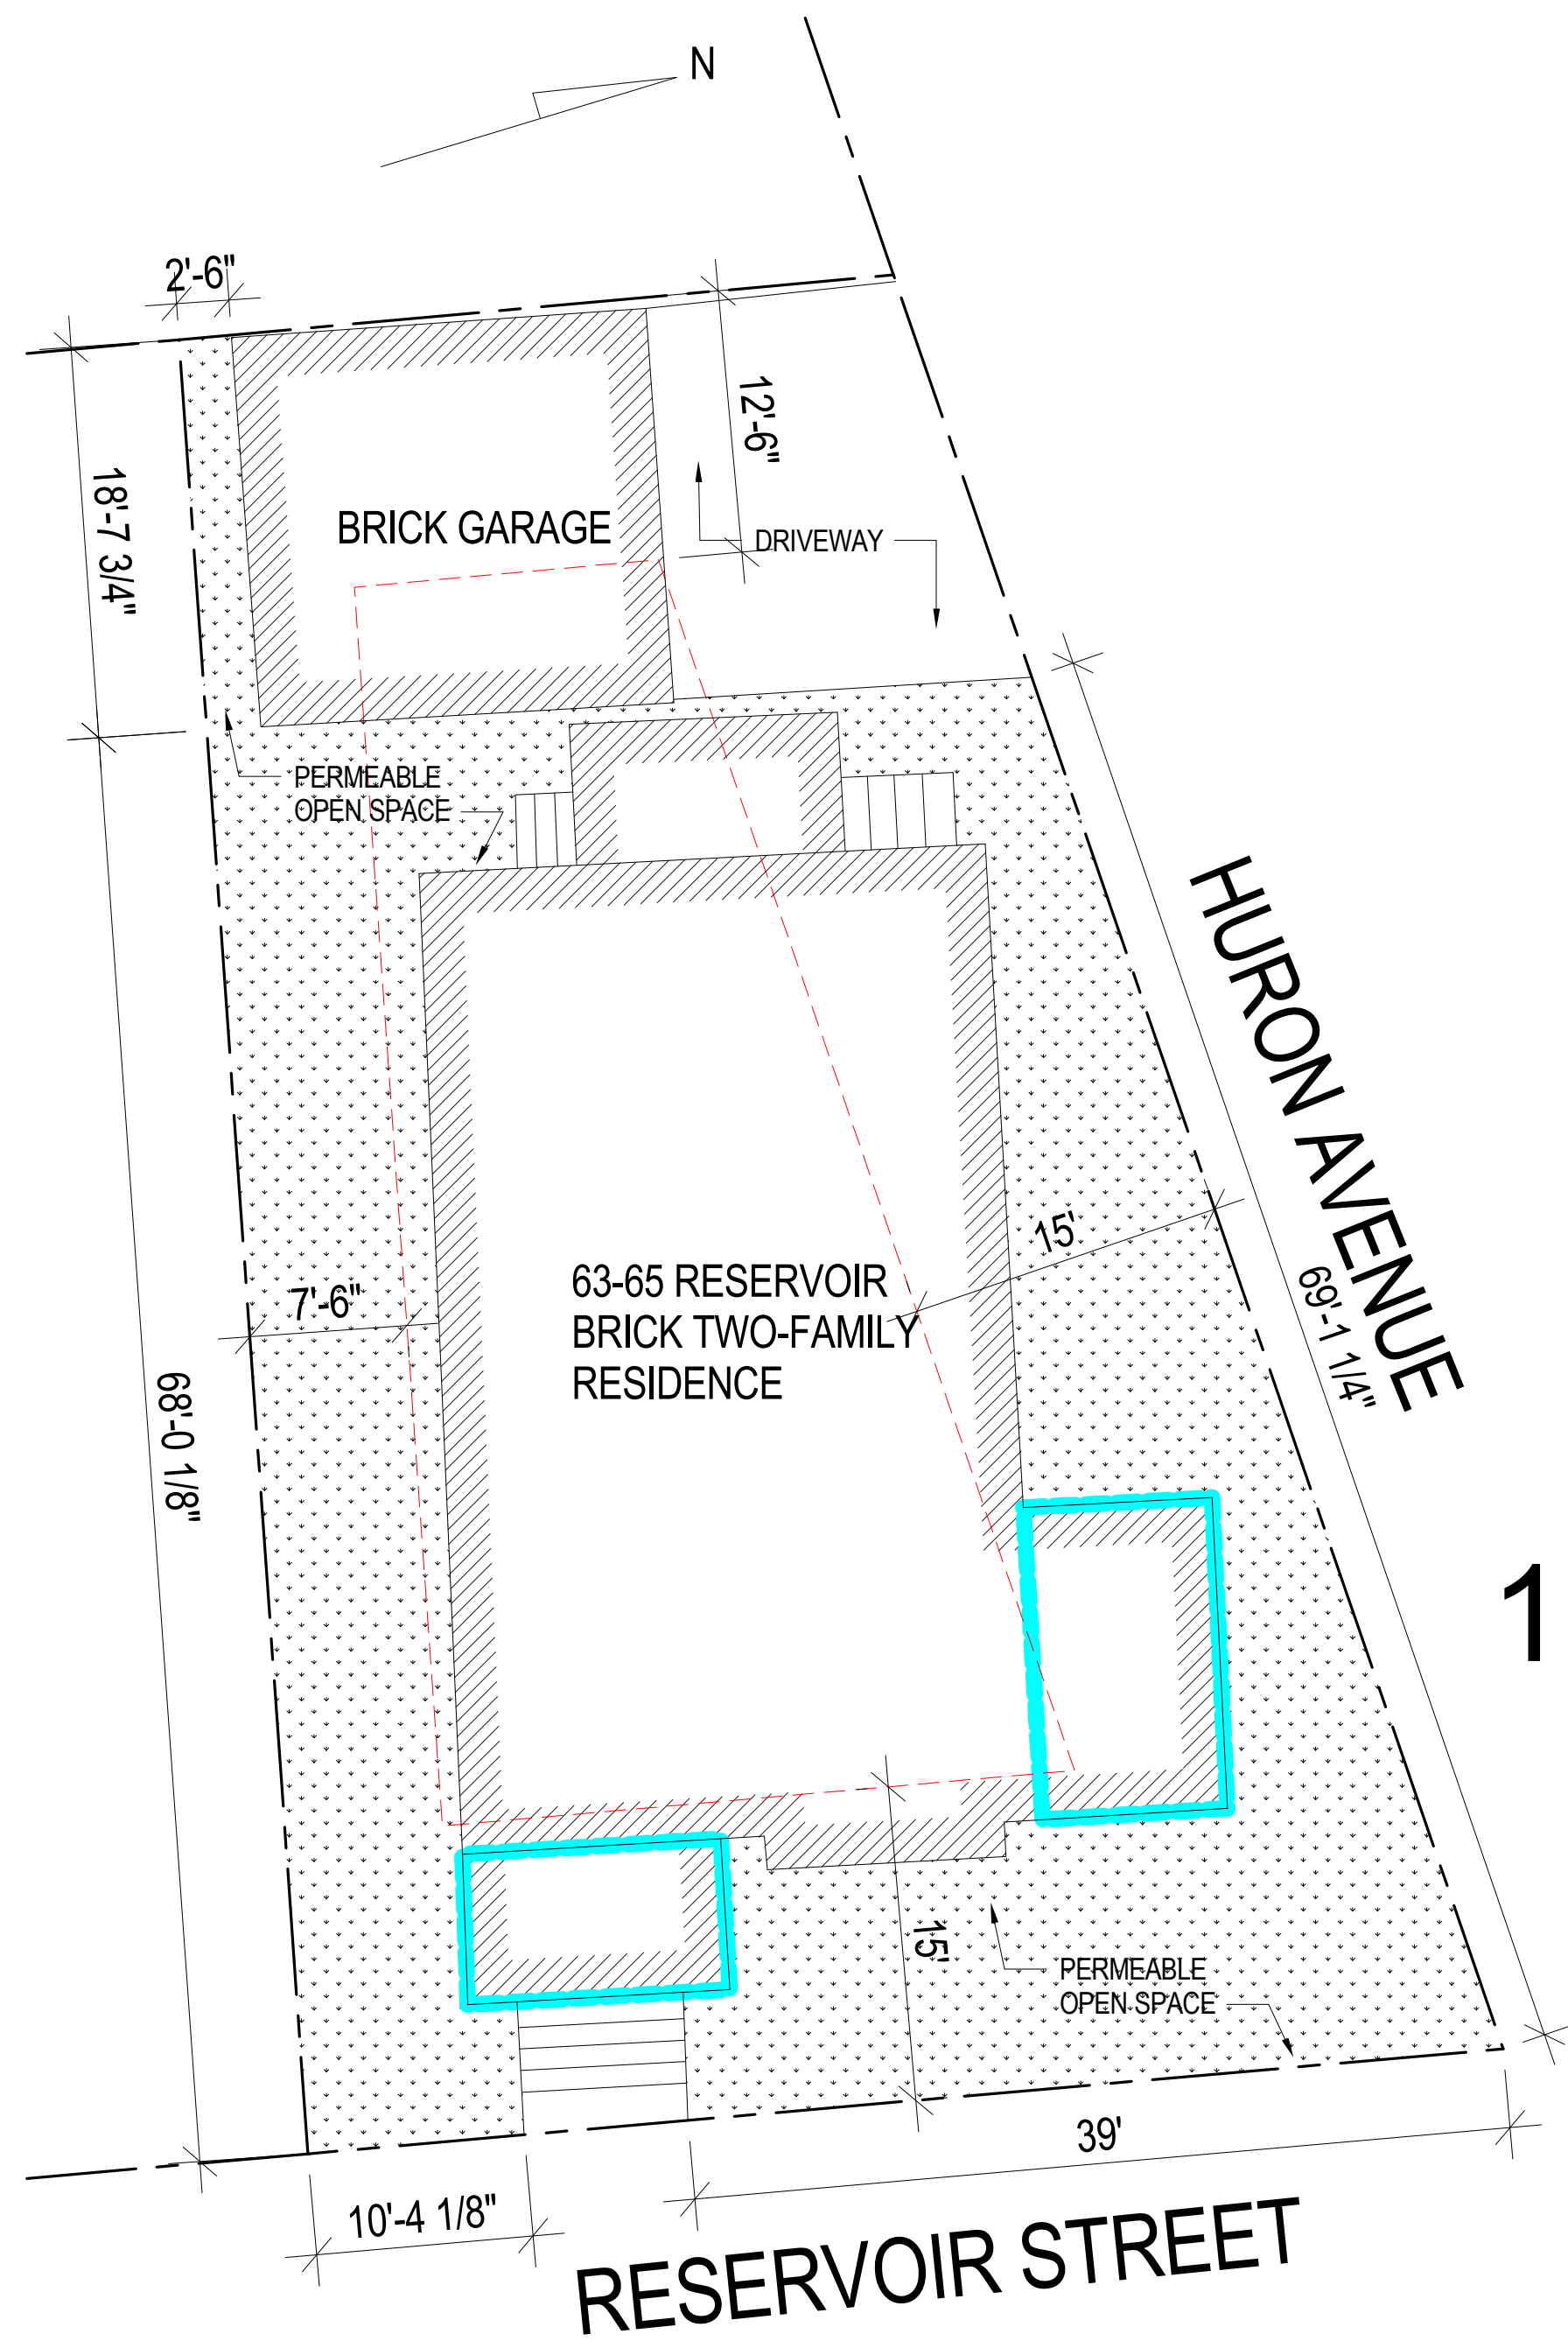 N
2'-6"
12'-6"
18'-7 3/4"
BRICK GARAGE
DRIVEWAY
PERMEABLE
OPEN SPACE
HURON AVENUE
15'
7'-6"
63-65 RESERVOIR
BRICK TWO-FAMILY
RESIDENCE
69'-1 1/4"
68'-0 1/8"
1
15'
PERMEABLE
OPEN SPACE
39'
10'-4 1/8"
RESERVOIR STREET